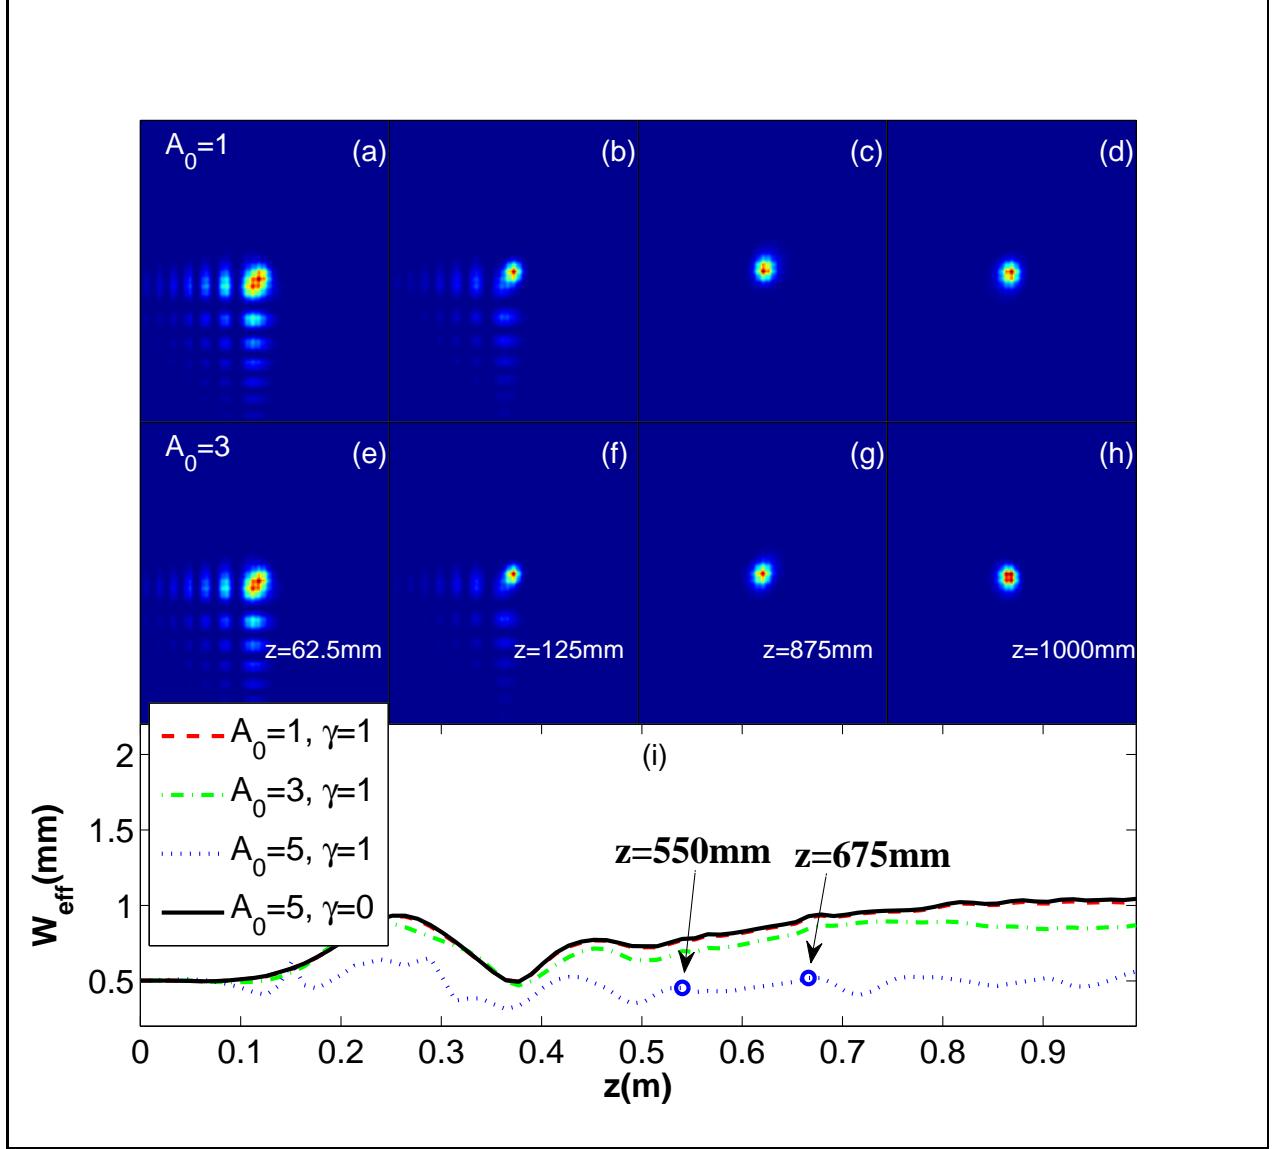 A0=1 (a) (b) (c) (d)
A0=3 (e) (f) (g) (h)
z=62.5mm z=125mm z=875mm z=1000mm
(i)
A0=1, γ=1
A0=3, γ=1
A0=5, γ=1
A0=5, γ=0
z=550mm z=675mm
2
1.5
1
0.5
Weff(mm)
0 0.1 0.2 0.3 0.4 0.5 0.6 0.7 0.8 0.9
z(m)